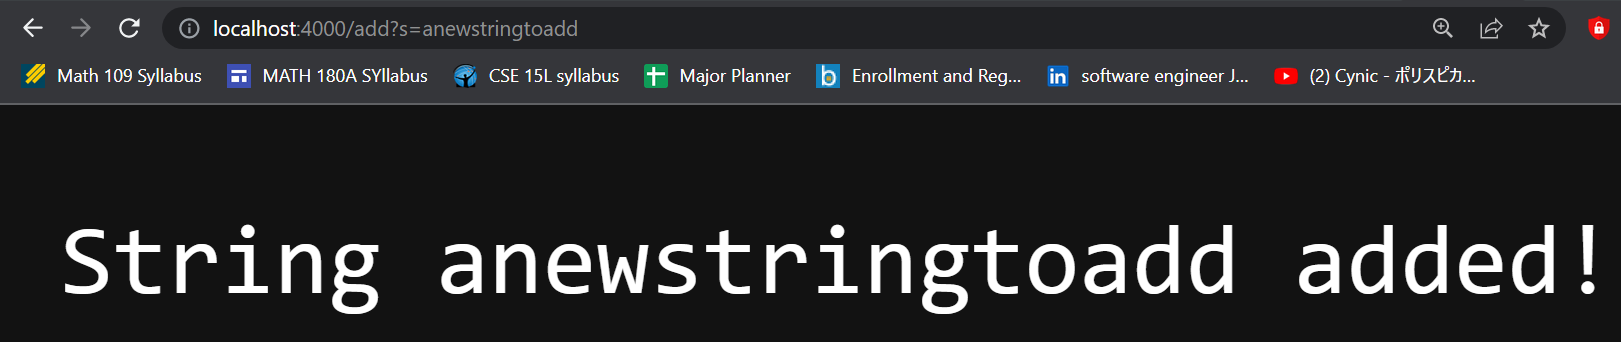 localhost:4000/add?s=anewstringtoadd
Math 109 Syllabus MATH 180A SYllabus CSE 15L syllabus Major Planner Enrollment and Reg... software engineer J... (2) Cynic - ポリスピカ...
String anewstringtoadd added!